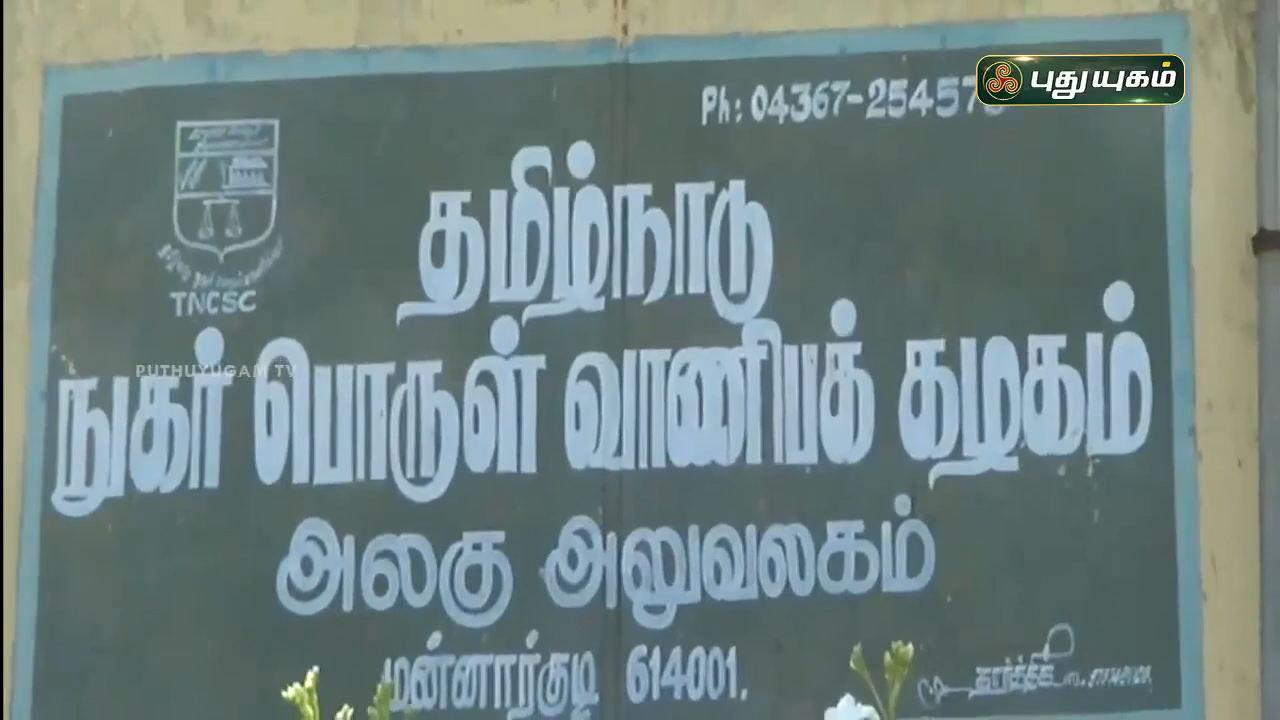 புதுயுகம்
Ph: 04367-25457
TNCSC
தமிழ்நாடு
நுகர் பொருள் வாணிபக் கழகம்
PUTHUYUGAM TV
அலகு அலுவலகம்
மன்னார்குடி 614001.
கார்த்திக்